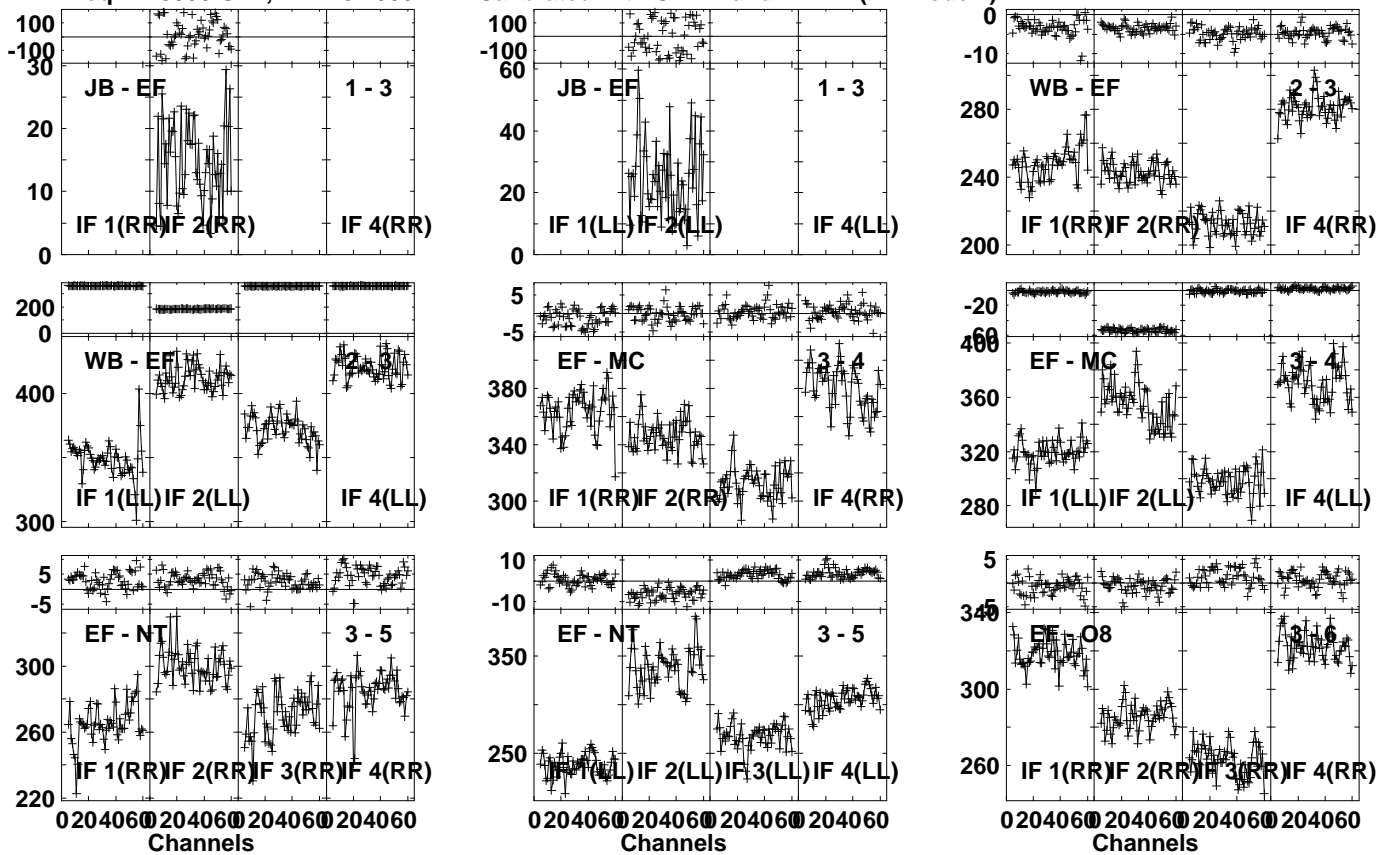 100
-100
30
20
10
0
JB - EF
1 - 3
IF 1(RR)
IF 2(RR)
IF 4(RR)
100
-100
60
40
20
0
JB - EF
1 - 3
IF 1(LL)
IF 2(LL)
IF 4(LL)
0
-10
280
240
200
WB - EF
2 - 3
IF 1(RR)
IF 2(RR)
IF 4(RR)
200
0
400
300
WB - EF
2 - 3
IF 1(LL)
IF 2(LL)
IF 4(LL)
5
-5
380
340
300
EF - MC
3 - 4
IF 1(RR)
IF 2(RR)
IF 4(RR)
-20
-60
400
360
320
280
EF - MC
3 - 4
IF 1(LL)
IF 2(LL)
IF 4(LL)
5
-5
300
260
220
EF - NT
3 - 5
IF 1(RR)
IF 2(RR)
IF 3(RR)
IF 4(RR)
0 20 40 60 0 20 40 60 0 20 40 60 0 20 40 60
Channels
10
-10
350
250
EF - NT
3 - 5
IF 1(LL)
IF 2(LL)
IF 3(LL)
IF 4(LL)
0 20 40 60 0 20 40 60 0 20 40 60 0 20 40 60
Channels
5
-5
340
300
260
EF - O8
3 - 6
IF 1(RR)
IF 2(RR)
IF 3(RR)
IF 4(RR)
0 20 40 60 0 20 40 60 0 20 40 60 0 20 40 60
Channels